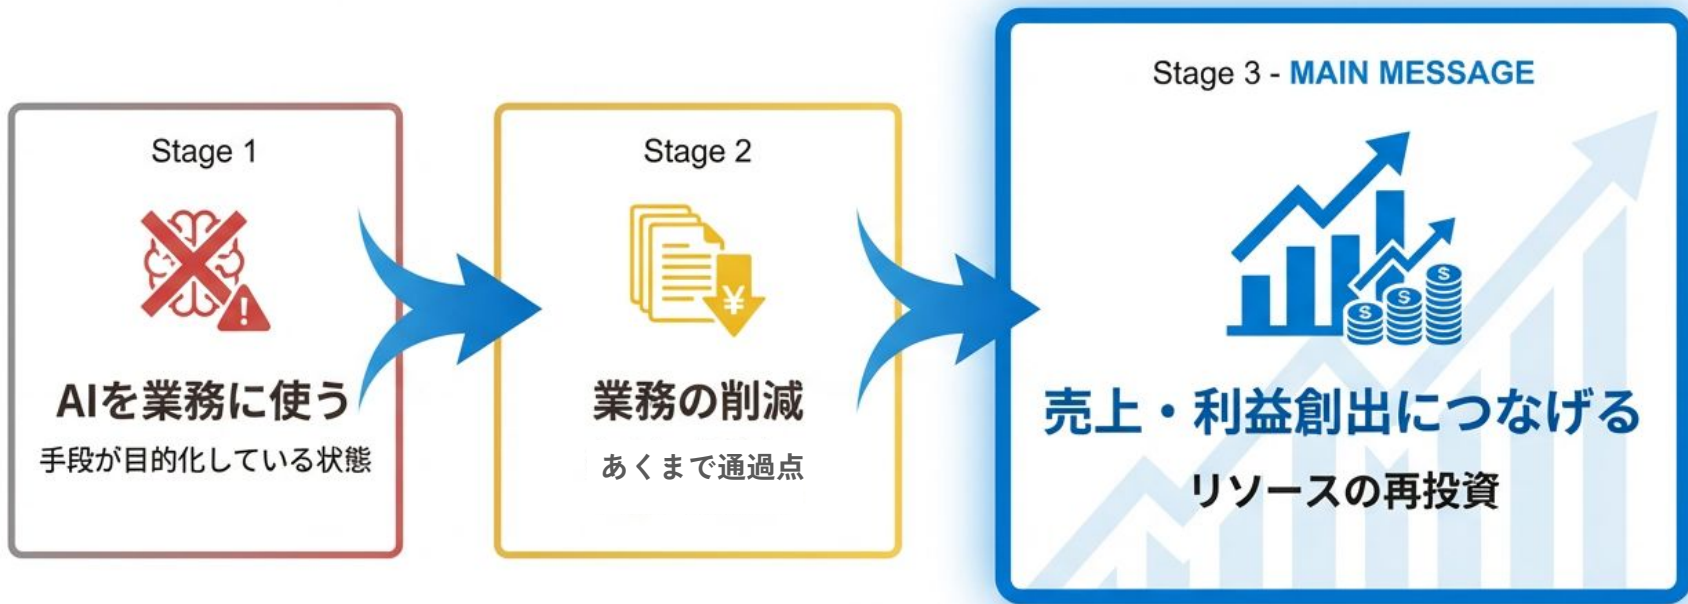 Stage 1
AIを業務に使う
手段が目的化している状態
Stage 2
¥
業務の削減
あくまで通過点
Stage 3 - MAIN MESSAGE
$
$
$
売上・利益創出につなげる
リソースの再投資